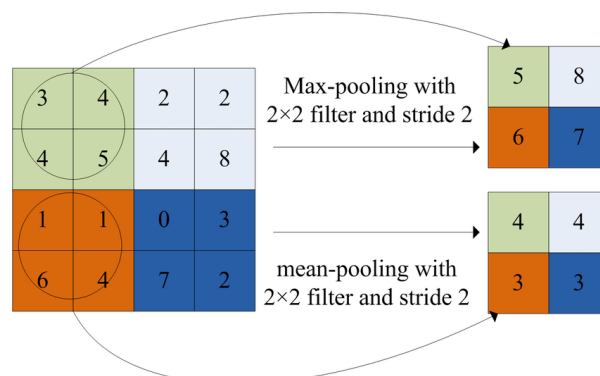 3 4 2 2
4 5 4 8
1 1 0 3
6 4 7 2
Max-pooling with
2×2 filter and stride 2
mean-pooling with
2×2 filter and stride 2
5 8
6 7
4 4
3 3